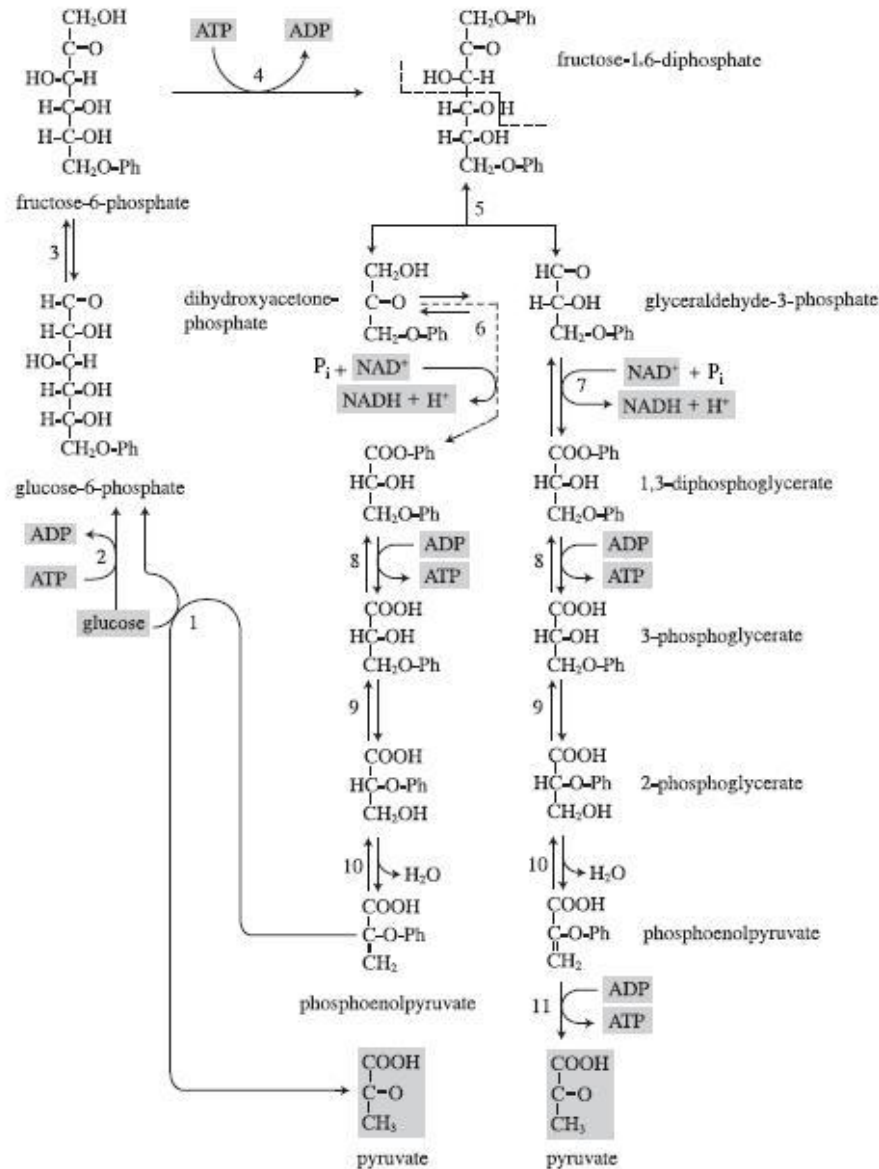 CH₂OH
C=O
HO-C-H
H-C-OH
H-C-OH
CH₂O-Ph
fructose-6-phosphate
ATP
ADP
4
CH₂O-Ph
C=O
HO-C-H
H-C-OH
H-C-OH
CH₂O-Ph
fructose-1,6-diphosphate
3
5
H-C=O
H-C-OH
HO-C-H
H-C-OH
H-C-OH
CH₂O-Ph
glucose-6-phosphate
dihydroxyacetone-
phosphate
CH₂OH
C=O
CH₂-O-Ph
6
HC=O
H-C-OH
CH₂O-Ph
glyceraldehyde-3-phosphate
Pᵢ + NAD⁺
NADH + H⁺
7
NAD⁺ + Pᵢ
NADH + H⁺
COO-Ph
HC-OH
CH₂O-Ph
COO-Ph
HC-OH
CH₂O-Ph
1,3-diphosphoglycerate
ADP
2
ATP
glucose
1
8
ADP
ATP
8
ADP
ATP
COOH
HC-OH
CH₂O-Ph
COOH
HC-OH
CH₂O-Ph
3-phosphoglycerate
9
9
COOH
HC-O-Ph
CH₂OH
COOH
HC-O-Ph
CH₂OH
2-phosphoglycerate
10
H₂O
10
H₂O
COOH
C-O-Ph
CH₂
phosphoenolpyruvate
COOH
C-O-Ph
CH₂
phosphoenolpyruvate
11
ADP
ATP
COOH
C=O
CH₃
pyruvate
COOH
C=O
CH₃
pyruvate